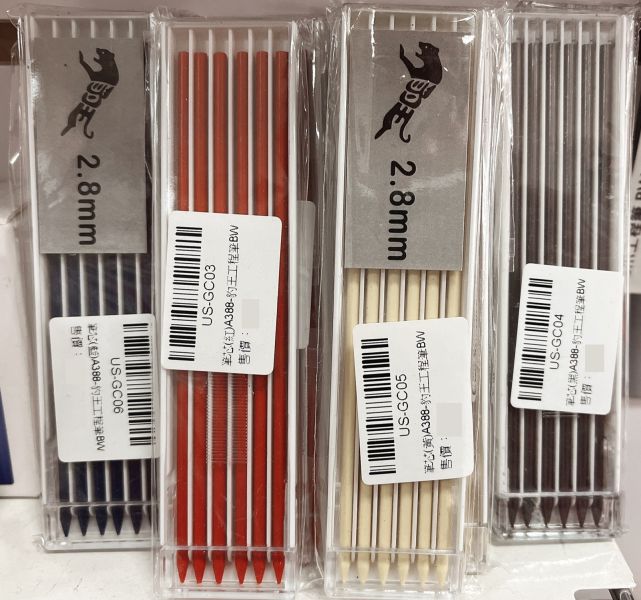 2.8mm
US-GC06
筆芯(藍)A388-豹王工程筆BW
售價：
US-GC03
筆芯(紅)A388-豹王工程筆BW
售價：
2.8mm
US-GC05
筆芯(黃)A388-豹王工程筆BW
售價：
US-GC04
筆芯(黑)A388-豹王工程筆BW
售價：